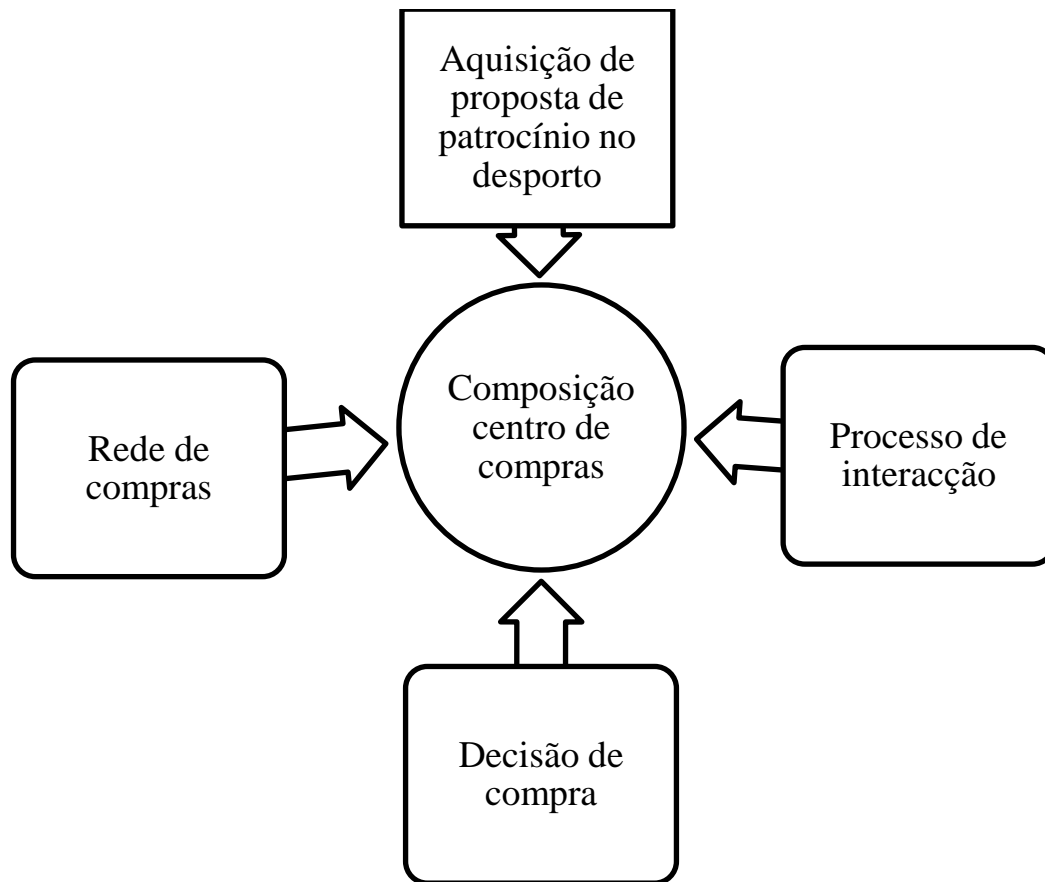 Aquisição de
proposta de
patrocínio no
desporto
Rede de
compras
Composição
centro de
compras
Processo de
interacção
Decisão de
compra